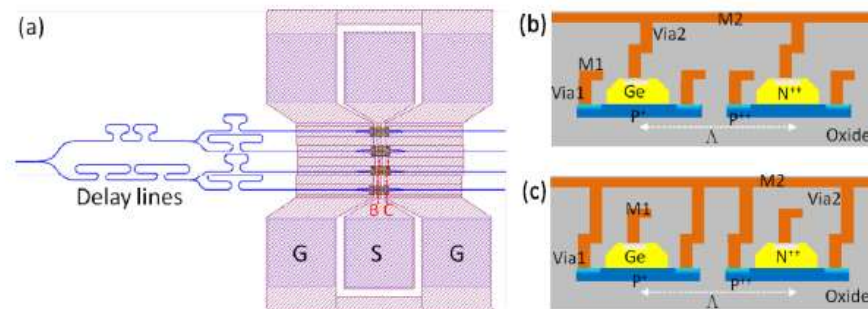 (a)
Delay lines
B C
G S G
(b)
M2
Via2
M1
Via1
Ge
N++
P+
P++
Λ
Oxide
(c)
M2
M1
Via2
Via1
Ge
N++
P+
P++
Λ
Oxide